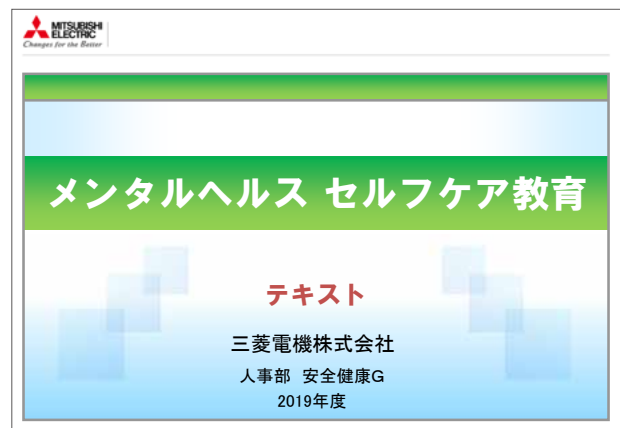 MITSUBISHI
ELECTRIC
Changes for the Better
メンタルヘルス セルフケア教育
テキスト
三菱電機株式会社
人事部 安全健康G
2019年度